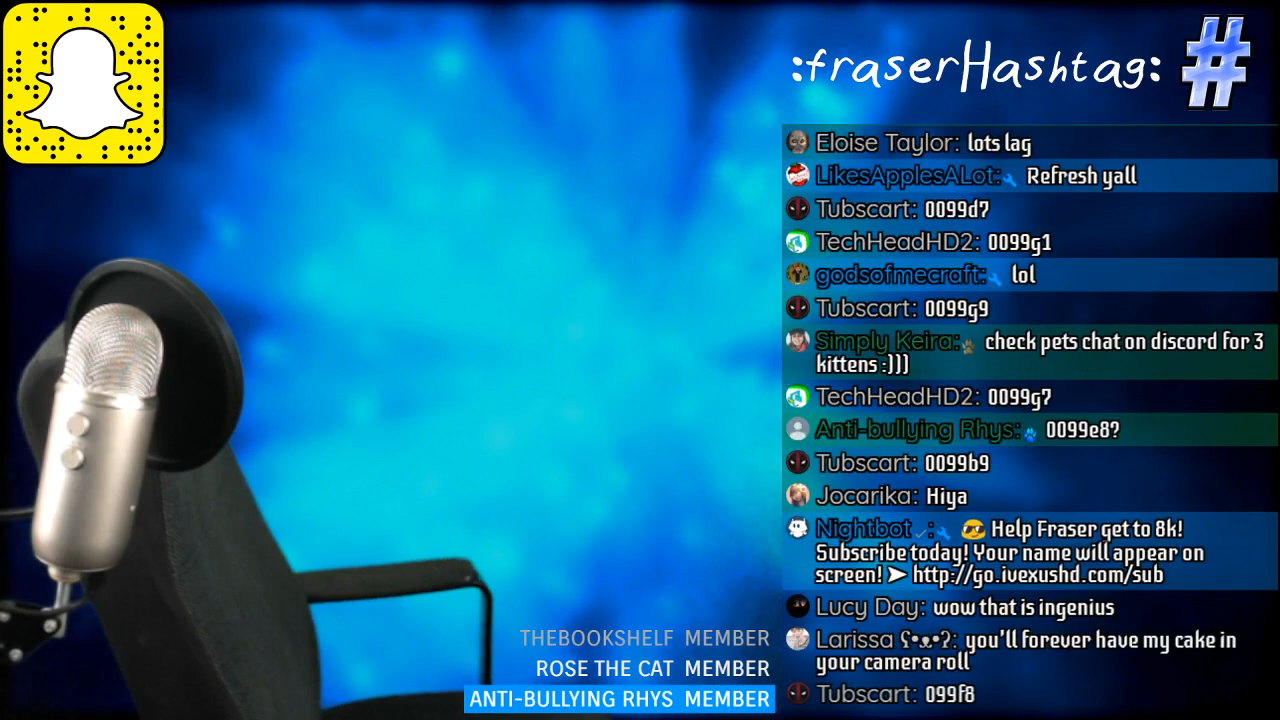 :fraserHashtag: #
Eloise Taylor: lots lag
LikesApplesALot: Refresh yall
Tubscart: 0099d7
TechHeadHD2: 0099g1
godsofmecraft: lol
Tubscart: 0099g9
Simply Keira: check pets chat on discord for 3
kittens :)))
TechHeadHD2: 0099g7
Anti-bullying Rhys: 0099e8?
Tubscart: 0099b9
Jocarika: Hiya
Nightbot ✓: 😎 Help Fraser get to 8k!
Subscribe today! Your name will appear on
screen! ➤ http://go.ivexushd.com/sub
Lucy Day: wow that is ingenius
Larissa ʕ•ᴥ•ʔ: you'll forever have my cake in
your camera roll
Tubscart: 099f8
THEBOOKSHELF MEMBER
ROSE THE CAT MEMBER
ANTI-BULLYING RHYS MEMBER